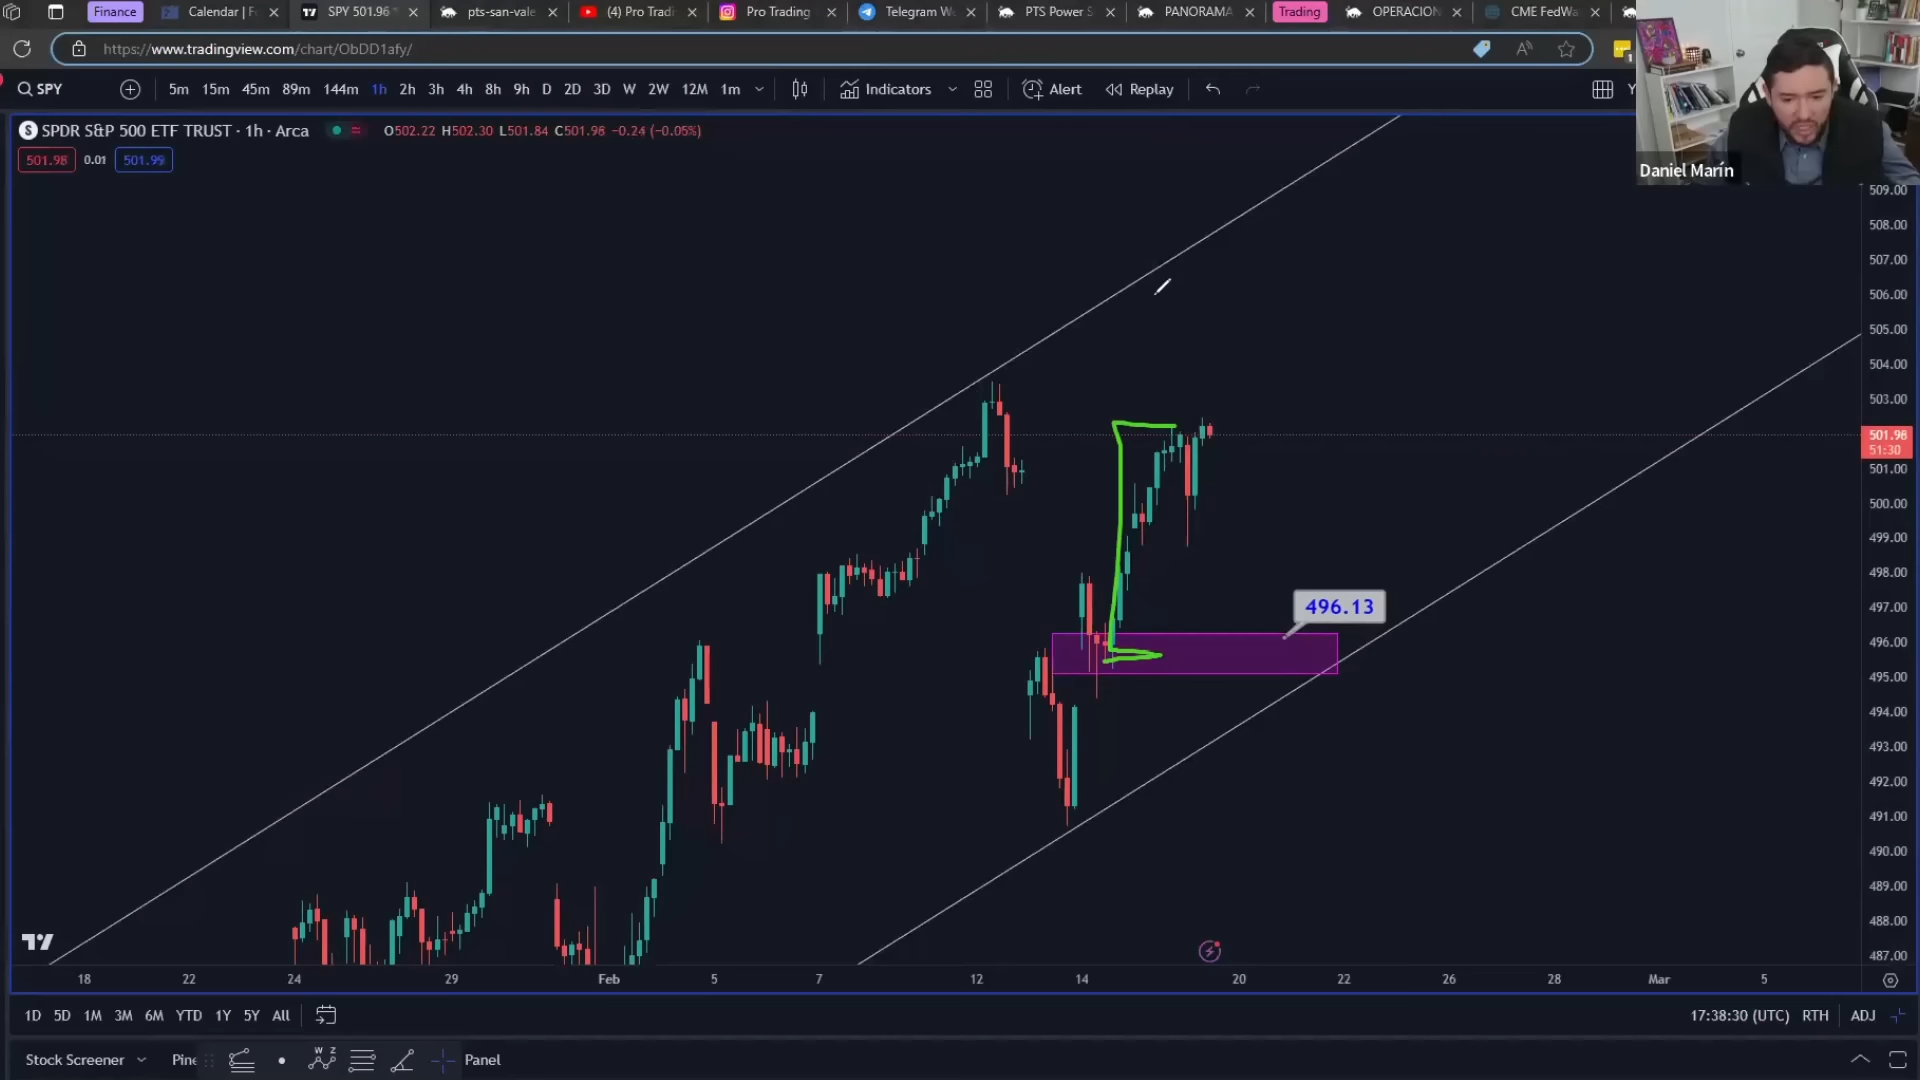 Finance
Calendar | F
SPY 501.96
pts-san-vale
(4) Pro Tradi
Pro Trading
Telegram W
PTS Power S
PANORAMA
Trading
OPERACION
CME FedWa
https://www.tradingview.com/chart/ObDD1afy/
1
SPY
5m 15m 45m 89m 144m 1h 2h 3h 4h 8h 9h D 2D 3D W 2W 12M 1m
Indicators
Alert
Replay
Y
Daniel Marín
SPDR S&P 500 ETF TRUST · 1h · Arca
O502.22 H502.30 L501.84 C501.98 −0.24 (−0.05%)
501.98 0.01 501.99
509.00
508.00
507.00
506.00
505.00
504.00
503.00
501.98
51:30
501.00
500.00
499.00
498.00
497.00
496.00
495.00
494.00
493.00
492.00
491.00
490.00
489.00
488.00
487.00
496.13
18 22 24 29 Feb 5 7 12 14 20 22 26 28 Mar 5
1D 5D 1M 3M 6M YTD 1Y 5Y All
17:38:30 (UTC) RTH ADJ
Stock Screener
Pine
W Z
Panel